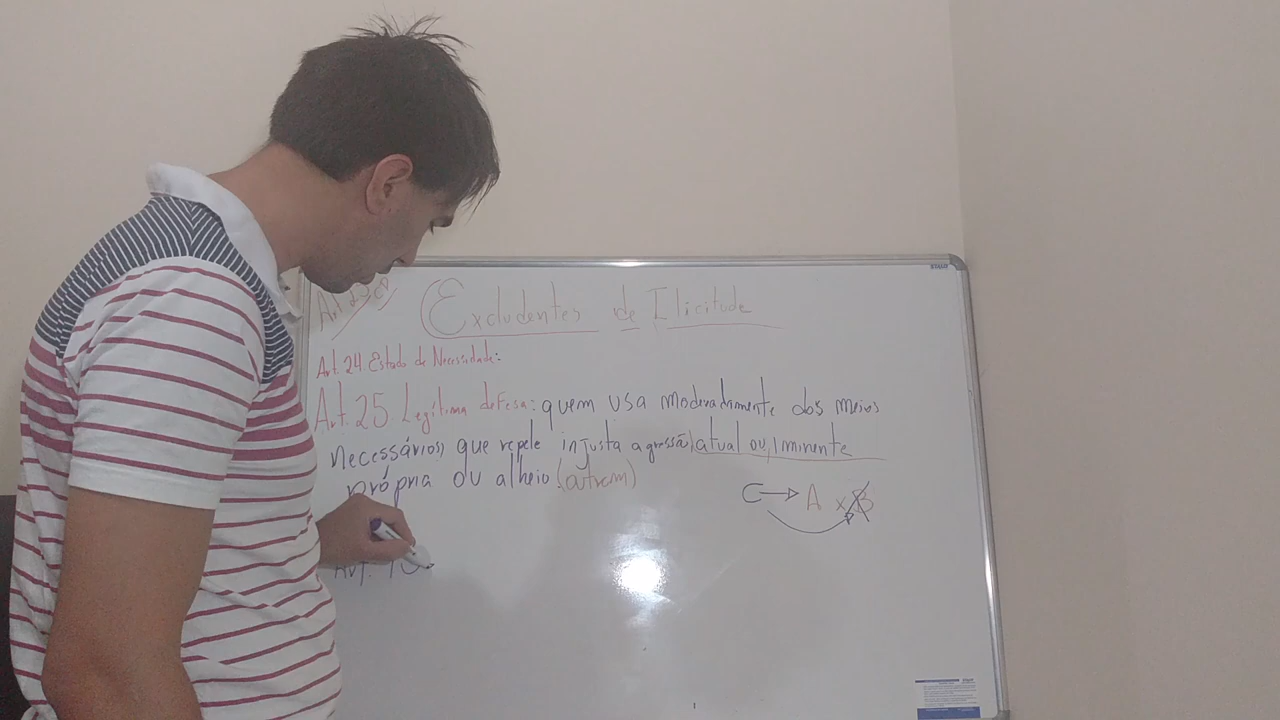 Art. 23 CP
Excludentes de Ilicitude
Art. 24. Estado de Necessidade:
Art. 25. Legítima defesa: quem usa moderadamente dos meios
necessários, que repele injusta agressão, atual ou iminente
própria ou alheio (outrem)
C → A x B
Art.